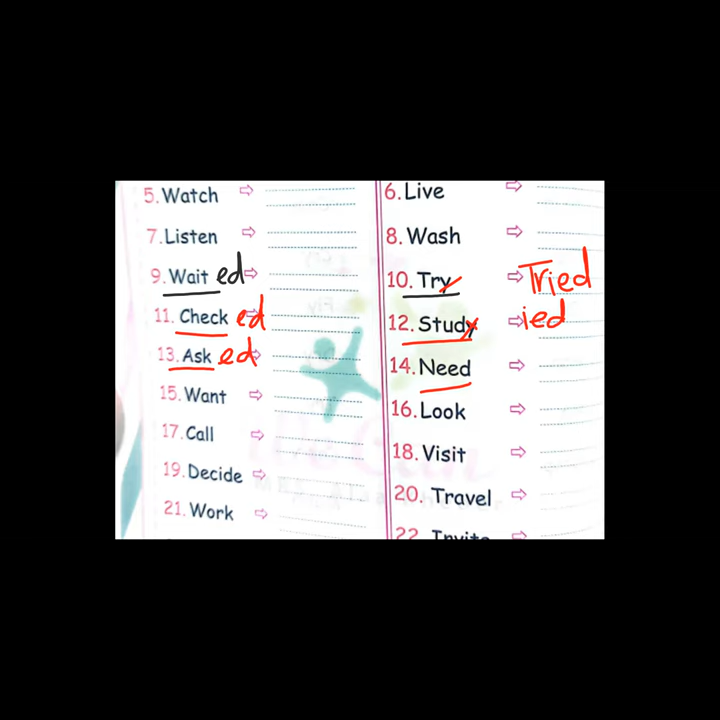 5. Watch ⇨ 6. Live ⇨
7. Listen ⇨ 8. Wash ⇨
9. Wait ed ⇨ 10. Try ⇨ Tried
11. Check ed 12. Study ⇨ ied
13. Ask ed 14. Need ⇨
15. Want ⇨ 16. Look ⇨
17. Call ⇨ 18. Visit ⇨
19. Decide ⇨ 20. Travel ⇨
21. Work ⇨ 22. Invite ⇨